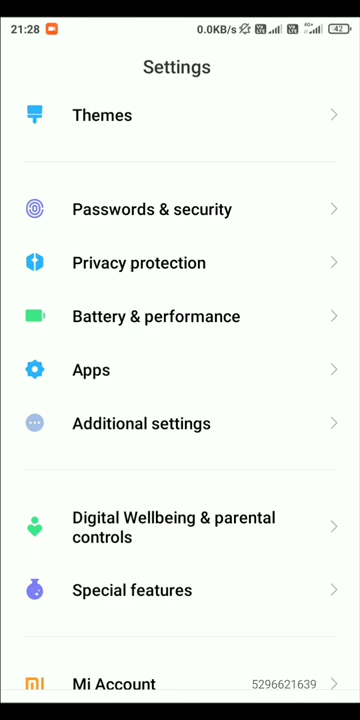 21:28
0.0KB/s
4G+
42
Settings
Themes
Passwords & security
Privacy protection
Battery & performance
Apps
Additional settings
Digital Wellbeing & parental
controls
Special features
Mi Account
5296621639